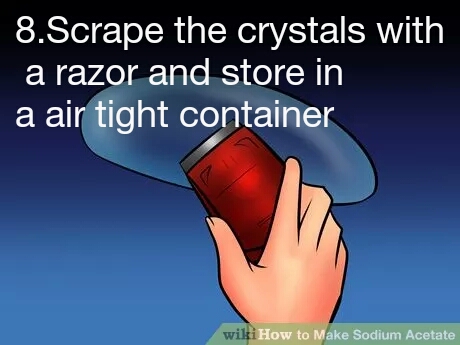 8.Scrape the crystals with
a razor and store in
a air tight container
wikiHow to Make Sodium Acetate